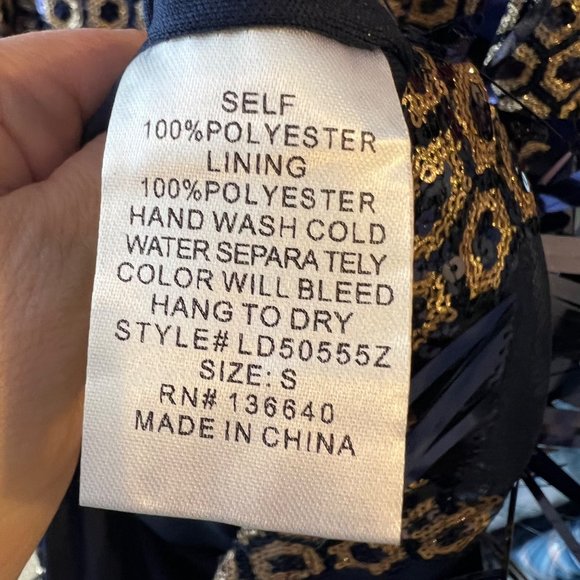 SELF
100%POLYESTER
LINING
100%POLYESTER
HAND WASH COLD
WATER SEPARA TELY
COLOR WILL BLEED
HANG TO DRY
STYLE# LD50555Z
SIZE: S
RN# 136640
MADE IN CHINA